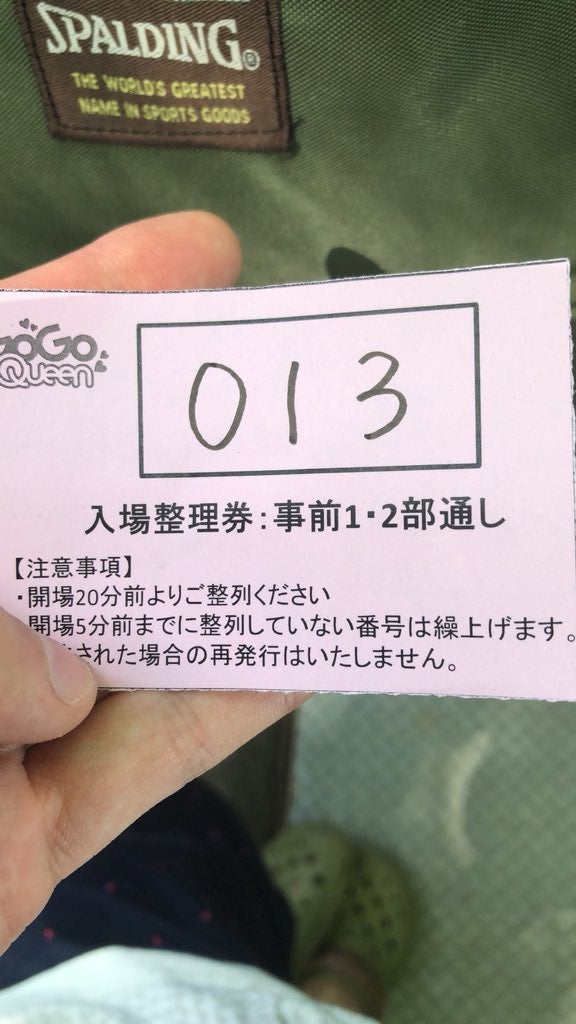 SPALDING®
THE WORLD'S GREATEST
NAME IN SPORTS GOODS
GoGo
Queen
013
入場整理券:事前1・2部通し
【注意事項】
・開場20分前よりご整列ください
開場5分前までに整列していない番号は繰上げます。
された場合の再発行はいたしません。